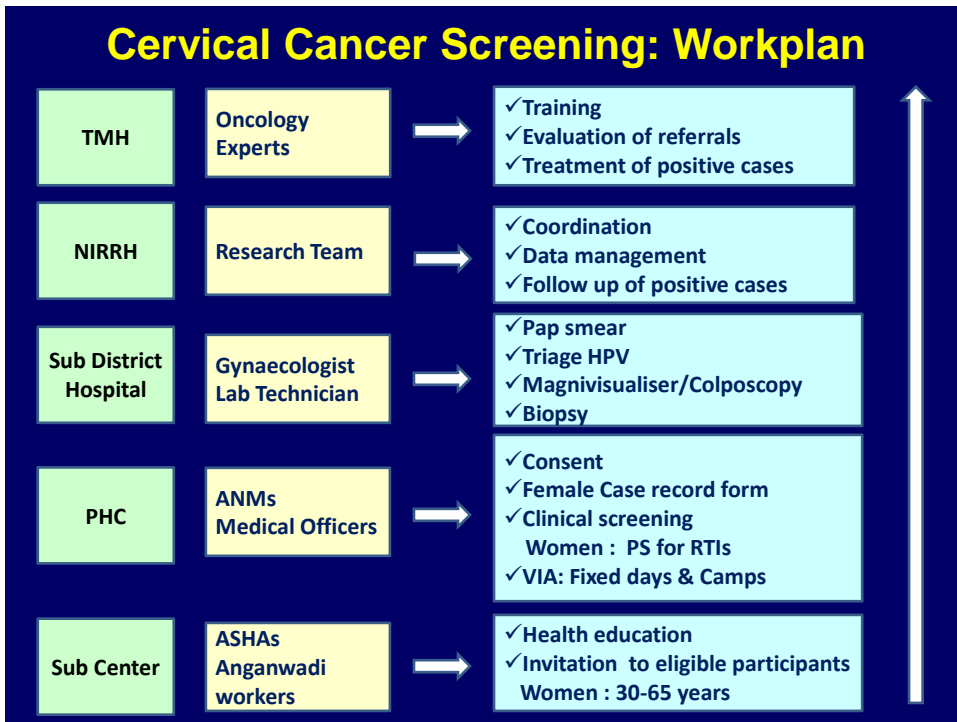 Cervical Cancer Screening: Workplan
TMH
Oncology
Experts
✓Training
✓Evaluation of referrals
✓Treatment of positive cases
NIRRH
Research Team
✓Coordination
✓Data management
✓Follow up of positive cases
Sub District
Hospital
Gynaecologist
Lab Technician
✓Pap smear
✓Triage HPV
✓Magnivisualiser/Colposcopy
✓Biopsy
PHC
ANMs
Medical Officers
✓Consent
✓Female Case record form
✓Clinical screening
Women : PS for RTIs
✓VIA: Fixed days & Camps
Sub Center
ASHAs
Anganwadi
workers
✓Health education
✓Invitation to eligible participants
Women : 30-65 years